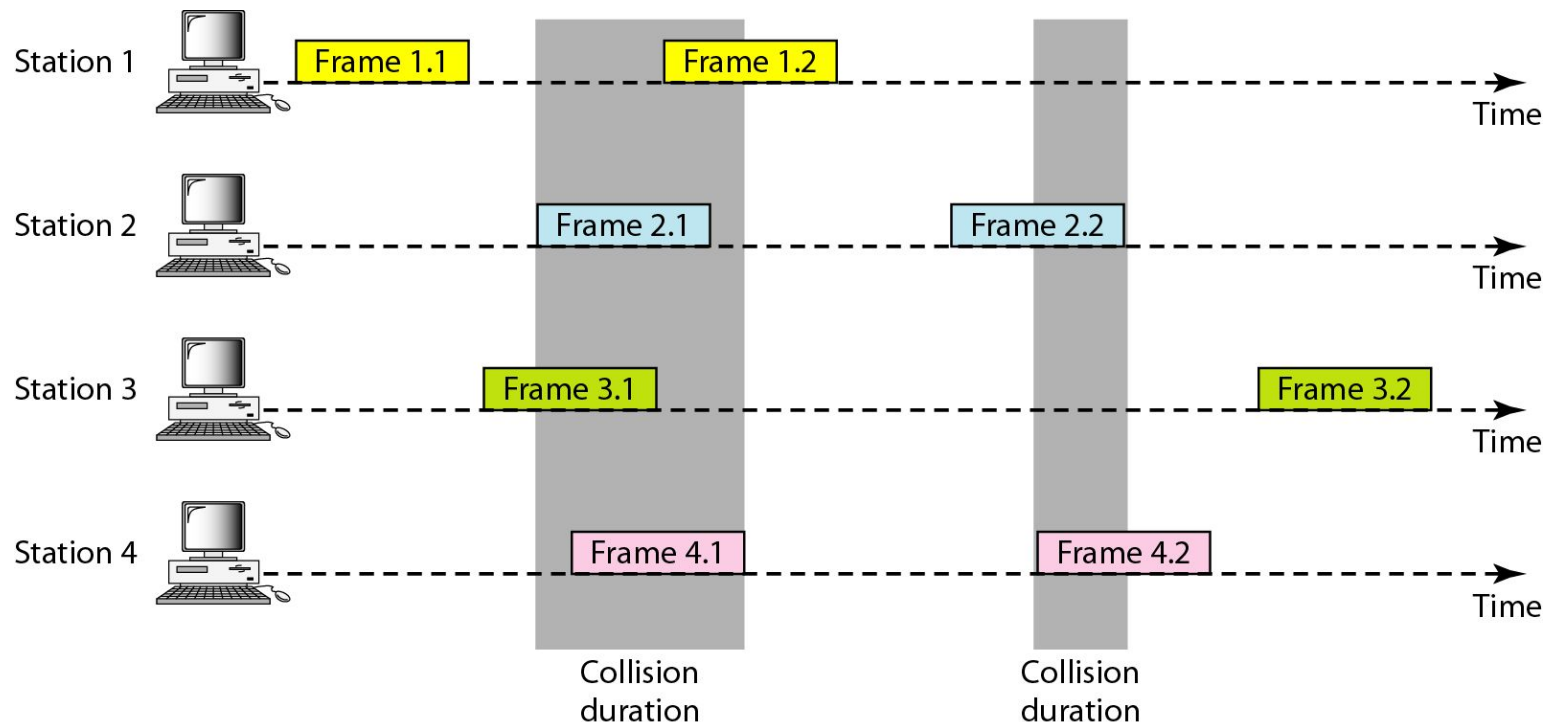 Station 1
Frame 1.1
Frame 1.2
Time
Station 2
Frame 2.1
Frame 2.2
Time
Station 3
Frame 3.1
Frame 3.2
Time
Station 4
Frame 4.1
Frame 4.2
Time
Collision
duration
Collision
duration